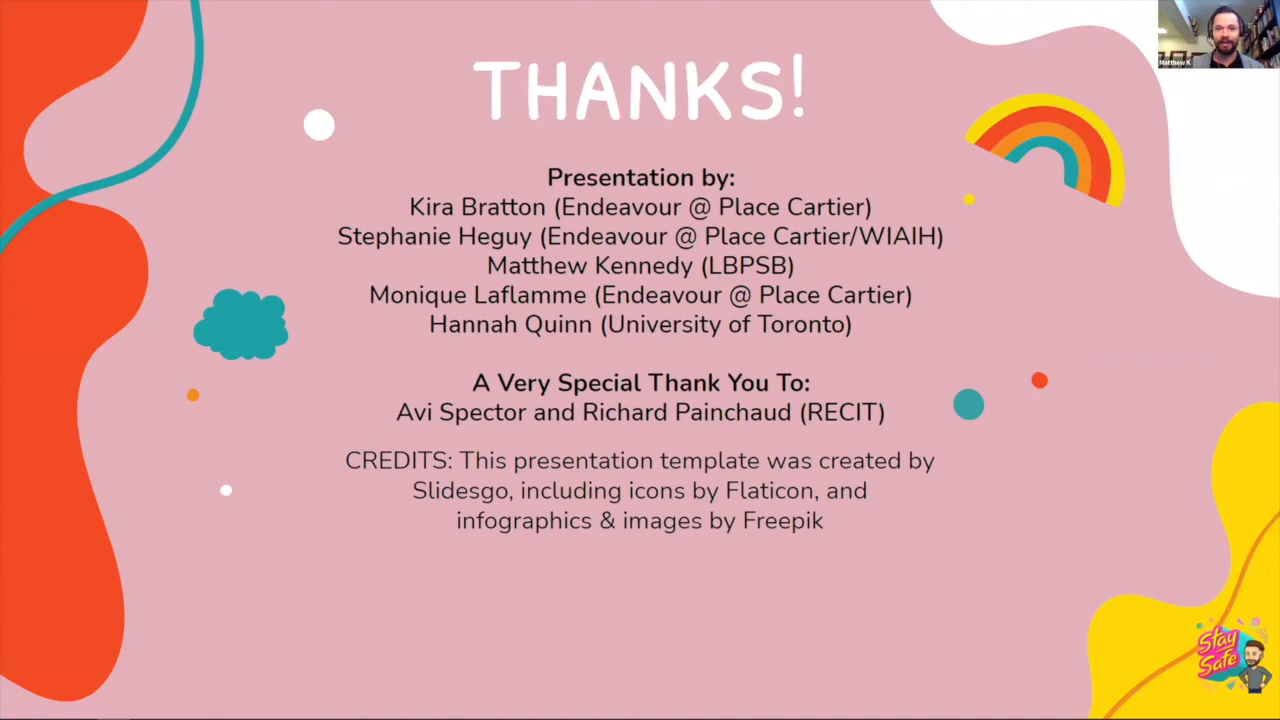 Matthew K
THANKS!
Presentation by:
Kira Bratton (Endeavour @ Place Cartier)
Stephanie Heguy (Endeavour @ Place Cartier/WIAIH)
Matthew Kennedy (LBPSB)
Monique Laflamme (Endeavour @ Place Cartier)
Hannah Quinn (University of Toronto)
A Very Special Thank You To:
Avi Spector and Richard Painchaud (RECIT)
CREDITS: This presentation template was created by
Slidesgo, including icons by Flaticon, and
infographics & images by Freepik
Stay
Safe